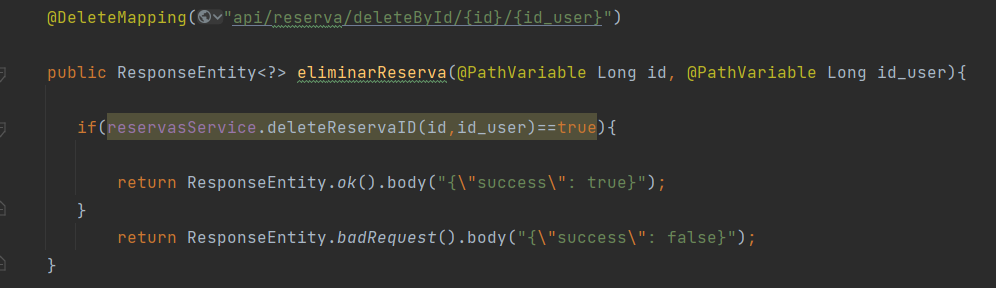 @DeleteMapping("api/reserva/deleteById/{id}/{id_user}")
public ResponseEntity<?> eliminarReserva(@PathVariable Long id, @PathVariable Long id_user){
if(reservasService.deleteReservaID(id,id_user)==true){
return ResponseEntity.ok().body("{\"success\": true}");
}
return ResponseEntity.badRequest().body("{\"success\": false}");
}